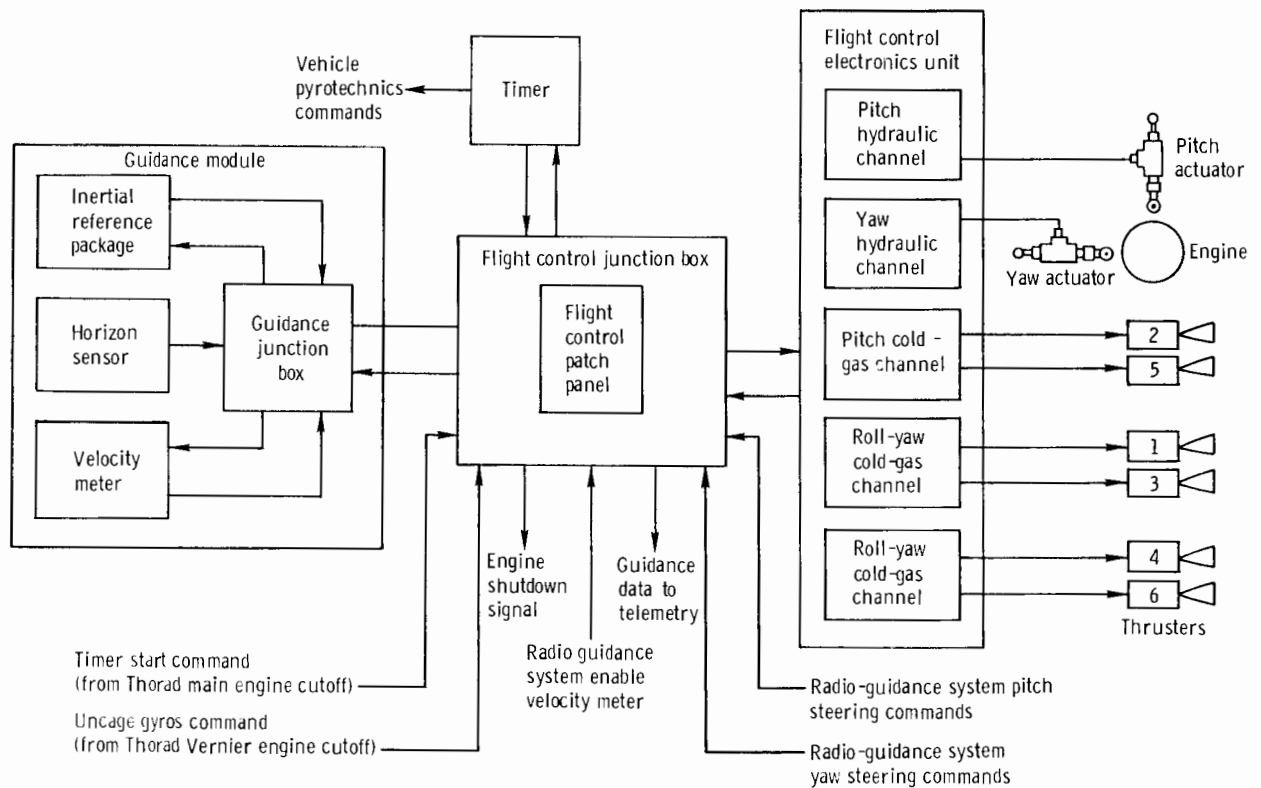 Vehicle
pyrotechnics
commands
Timer
Guidance module
Inertial
reference
package
Horizon
sensor
Velocity
meter
Guidance
junction
box
Flight control junction box
Flight
control
patch
panel
Flight control
electronics unit
Pitch
hydraulic
channel
Yaw
hydraulic
channel
Pitch cold -
gas channel
Roll-yaw
cold-gas
channel
Roll-yaw
cold-gas
channel
Pitch
actuator
Engine
Yaw actuator
2
5
1
3
4
6
Thrusters
Engine
shutdown
signal
Guidance
data to
telemetry
Radio guidance
system enable
velocity meter
Timer start command
(from Thorad main engine cutoff)
Uncage gyros command
(from Thorad Vernier engine cutoff)
Radio-guidance system pitch
steering commands
Radio-guidance system
yaw steering commands